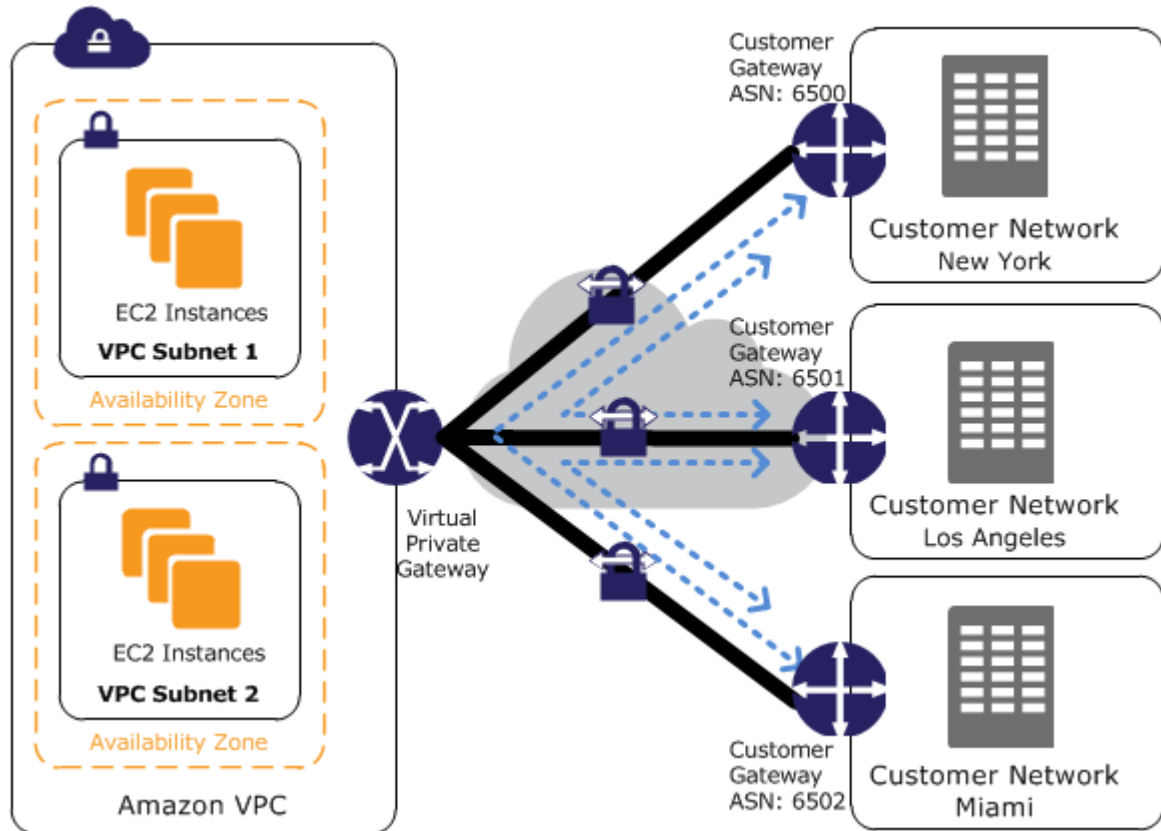 EC2 Instances
VPC Subnet 1
Availability Zone
EC2 Instances
VPC Subnet 2
Availability Zone
Amazon VPC
Virtual
Private
Gateway
Customer
Gateway
ASN: 6500
Customer Network
New York
Customer
Gateway
ASN: 6501
Customer Network
Los Angeles
Customer
Gateway
ASN: 6502
Customer Network
Miami